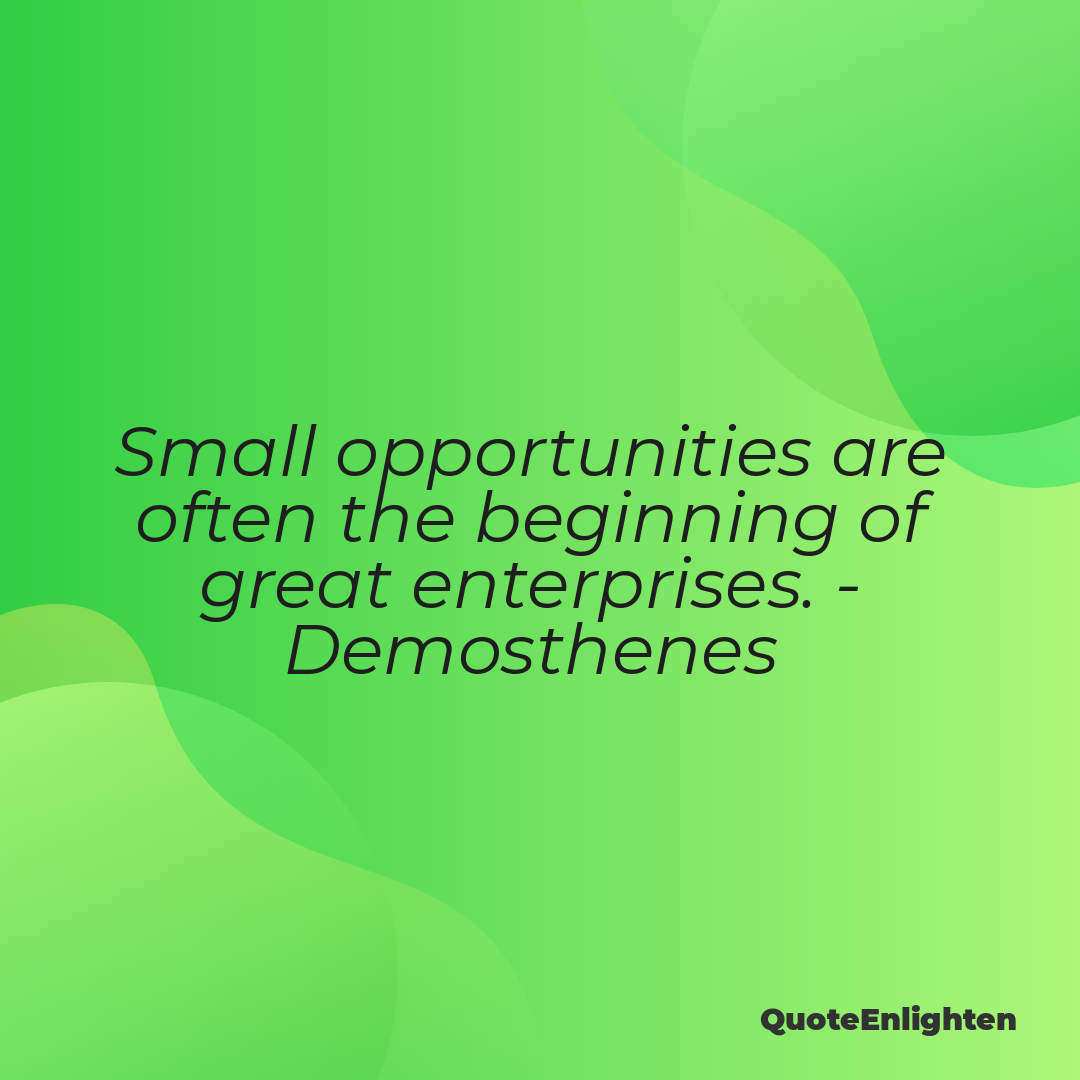 Small opportunities are
often the beginning of
great enterprises. -
Demosthenes
QuoteEnlighten